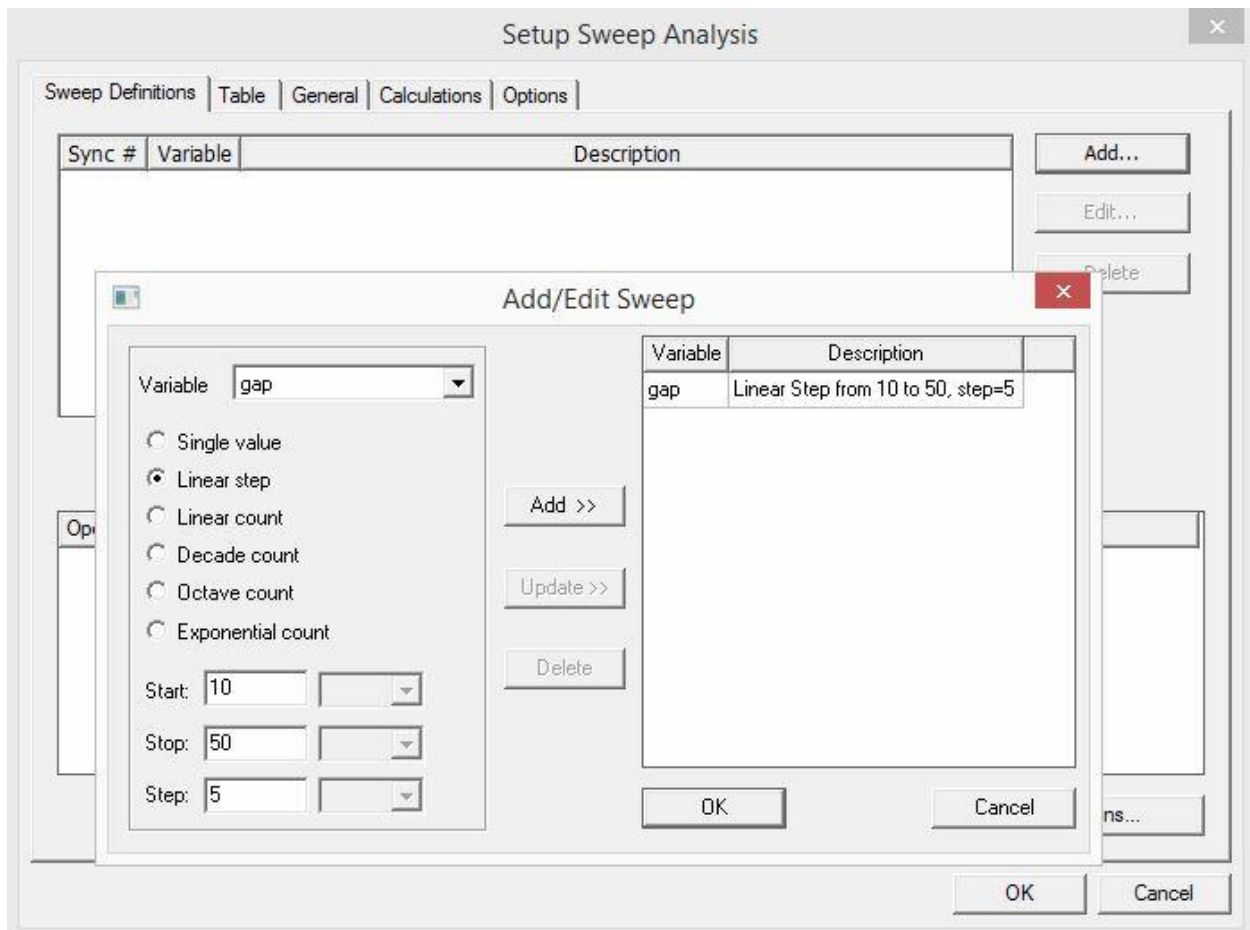 Setup Sweep Analysis
Sweep Definitions Table General Calculations Options
Sync # Variable Description
Add...
Edit...
Delete
Add/Edit Sweep
Variable gap
Single value
Linear step
Linear count
Decade count
Octave count
Exponential count
Start: 10
Stop: 50
Step: 5
Add >>
Update >>
Delete
Variable Description
gap Linear Step from 10 to 50, step=5
OK Cancel
OK Cancel